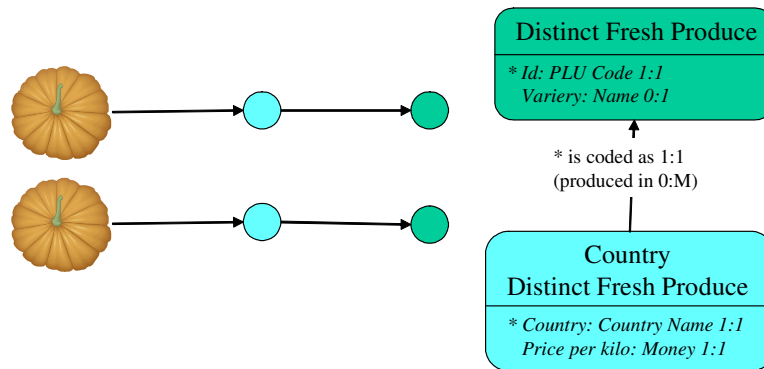 Distinct Fresh Produce
* Id: PLU Code 1:1
Variery: Name 0:1
* is coded as 1:1
(produced in 0:M)
Country
Distinct Fresh Produce
* Country: Country Name 1:1
Price per kilo: Money 1:1